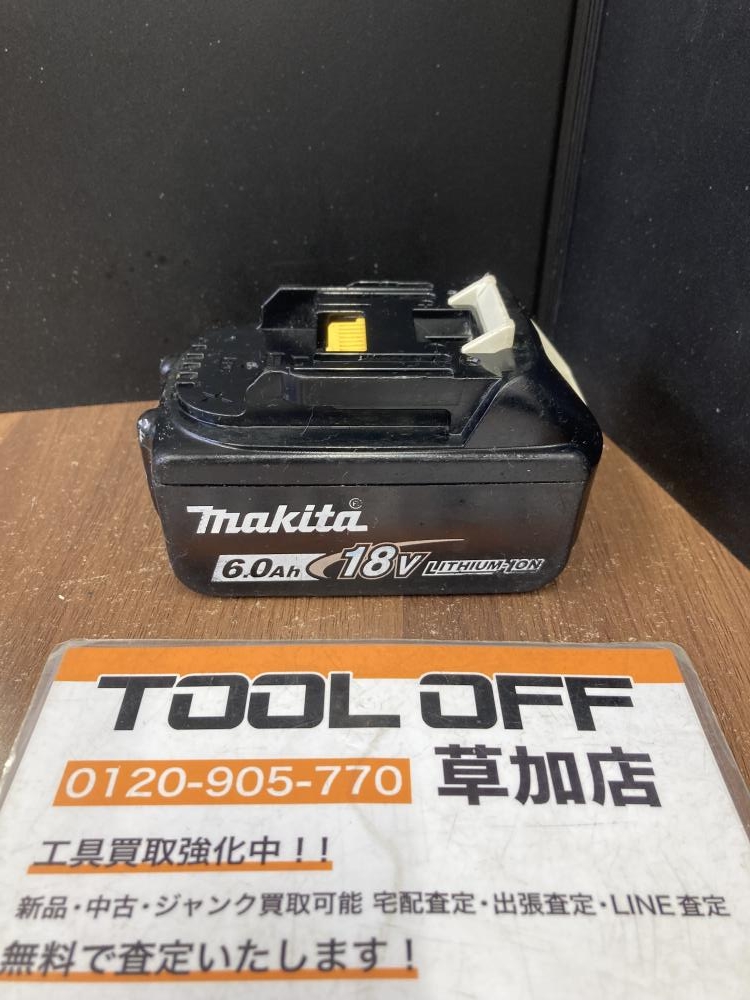 makita®
6.0Ah 18V LITHIUM-ION
TOOL OFF
0120-905-770 草加店
工具買取強化中！！
新品・中古・ジャンク買取可能 宅配査定・出張査定・LINE査定
無料で査定いたします！